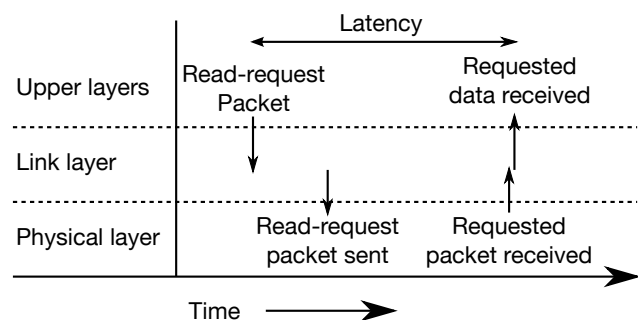 Latency
Read-request
Packet
Requested
data received
Upper layers
Link layer
Physical layer
Read-request
packet sent
Requested
packet received
Time